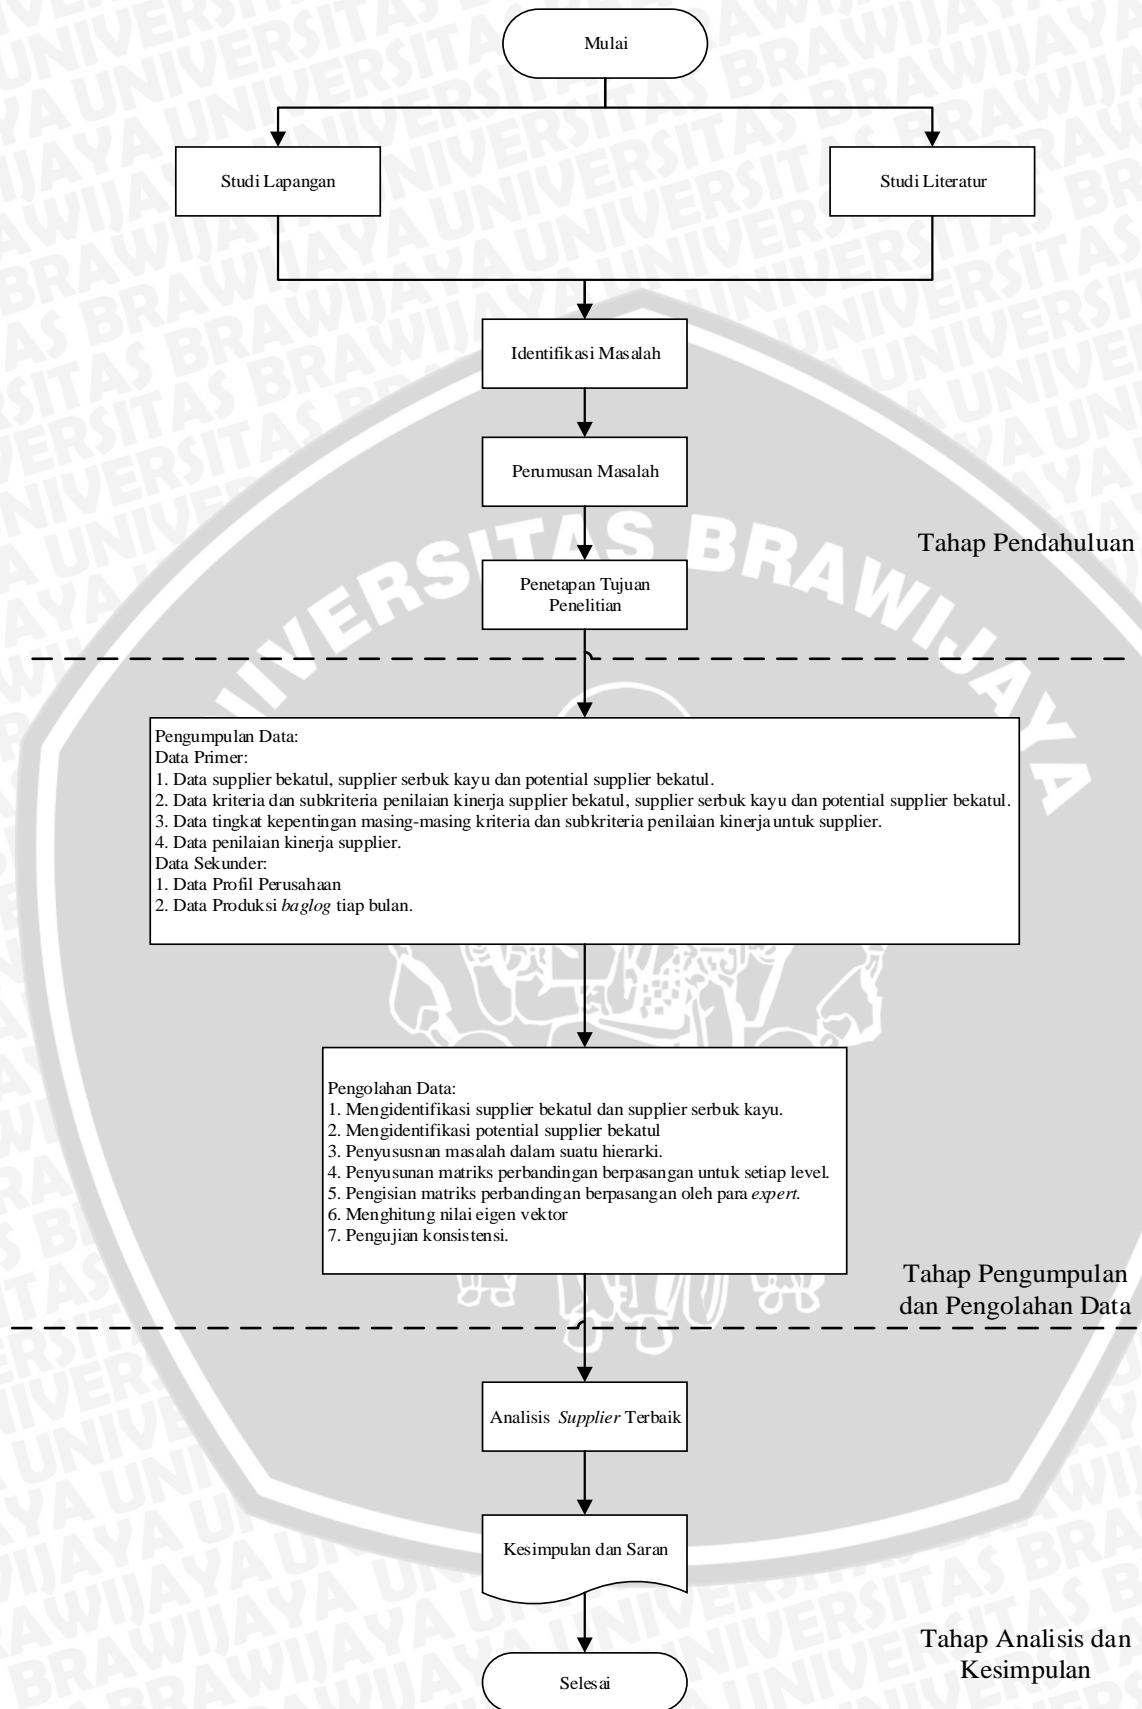 Mulai
Studi Lapangan
Studi Literatur
Identifikasi Masalah
Perumusan Masalah
Tahap Pendahuluan
Penetapan Tujuan
Penelitian
Pengumpulan Data:
Data Primer:
1. Data supplier bekatul, supplier serbuk kayu dan potential supplier bekatul.
2. Data kriteria dan subkriteria penilaian kinerja supplier bekatul, supplier serbuk kayu dan potential supplier bekatul.
3. Data tingkat kepentingan masing-masing kriteria dan subkriteria penilaian kinerja untuk supplier.
4. Data penilaian kinerja supplier.
Data Sekunder:
1. Data Profil Perusahaan
2. Data Produksi baglog tiap bulan.
Pengolahan Data:
1. Mengidentifikasi supplier bekatul dan supplier serbuk kayu.
2. Mengidentifikasi potential supplier bekatul
3. Penyususnan masalah dalam suatu hierarki.
4. Penyusunan matriks perbandingan berpasangan untuk setiap level.
5. Pengisian matriks perbandingan berpasangan oleh para expert.
6. Menghitung nilai eigen vektor
7. Pengujian konsistensi.
Tahap Pengumpulan
dan Pengolahan Data
Analisis Supplier Terbaik
Kesimpulan dan Saran
Tahap Analisis dan
Kesimpulan
Selesai